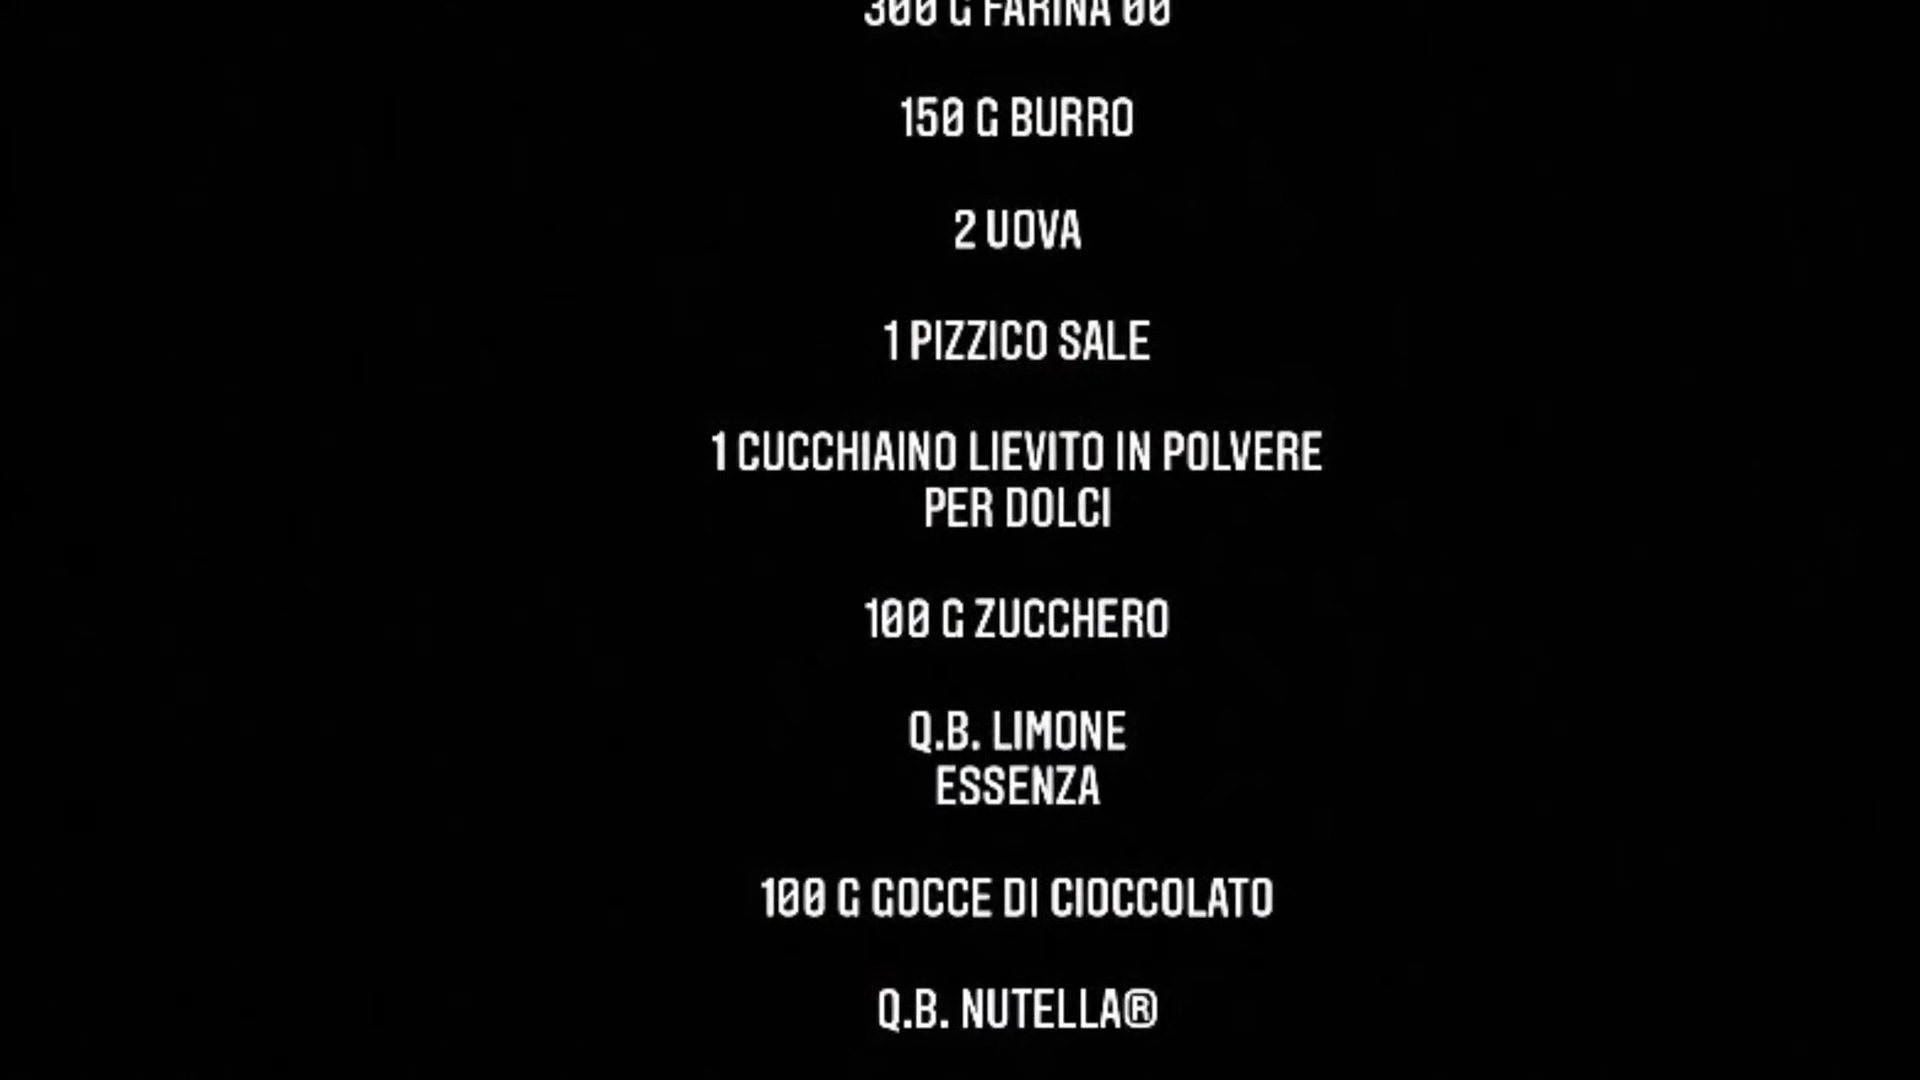 300 G FARINA 00
150 G BURRO
2 UOVA
1 PIZZICO SALE
1 CUCCHIAINO LIEVITO IN POLVERE
PER DOLCI
100 G ZUCCHERO
Q.B. LIMONE
ESSENZA
100 G GOCCE DI CIOCCOLATO
Q.B. NUTELLA®